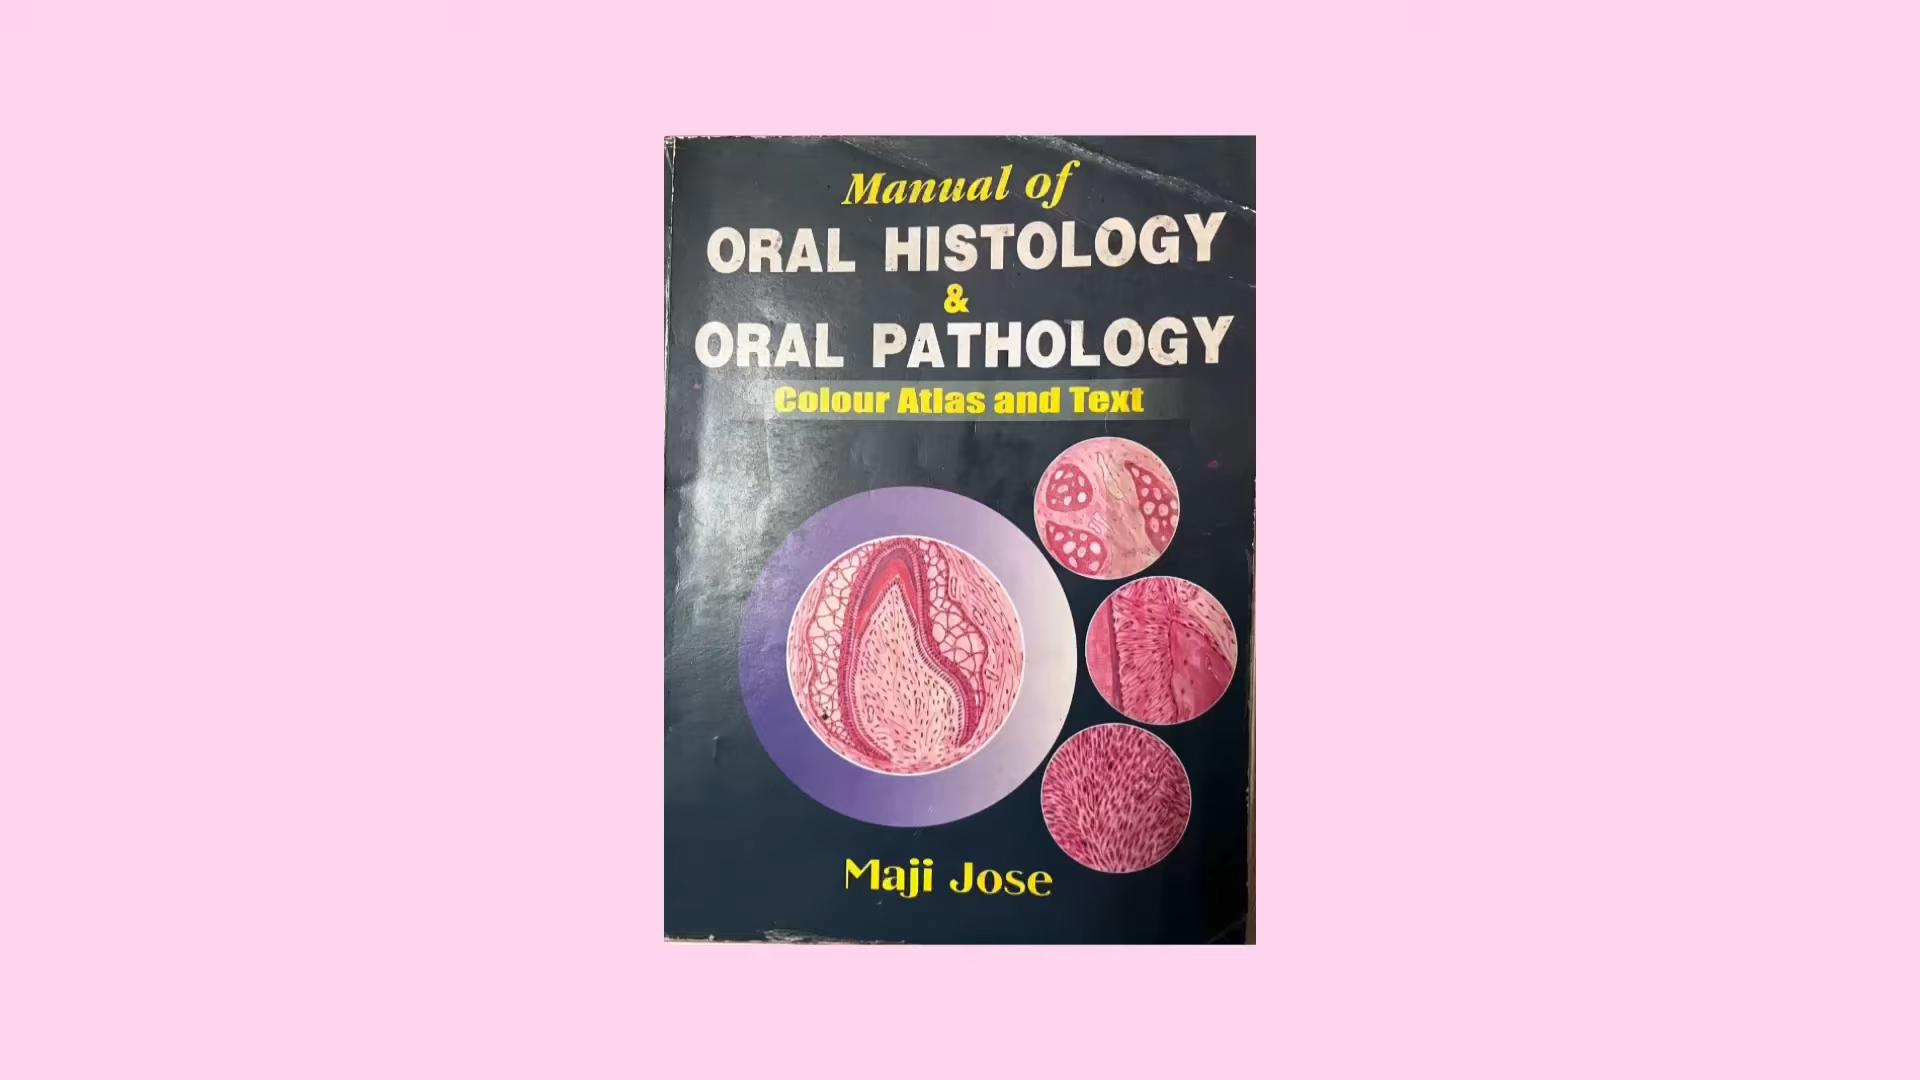 Manual of
ORAL HISTOLOGY
&
ORAL PATHOLOGY
Colour Atlas and Text
Maji Jose